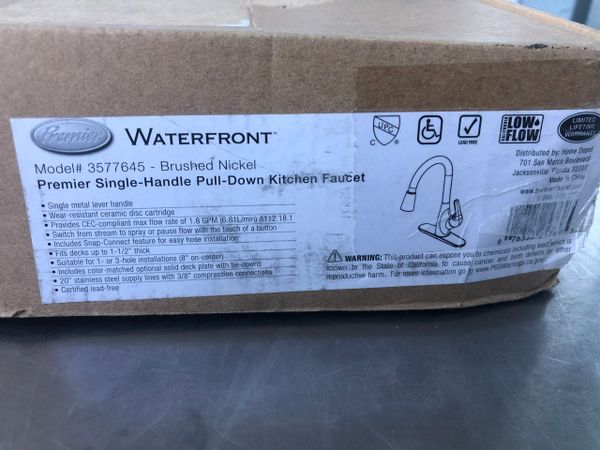 Premier
WATERFRONT™
Model# 3577645 - Brushed Nickel
Premier Single-Handle Pull-Down Kitchen Faucet
• Single metal lever handle
• Wear-resistant ceramic disc cartridge
• Provides CEC-compliant max flow rate of 1.8 GPM (6.81L/min) A112.18.1
• Switch from stream to spray or pause flow with the touch of a button
• Includes Snap-Connect feature for easy hose installation
• Fits decks up to 1-1/2" thick
• Suitable for 1- or 3-hole installations (8" on-center)
• Includes color-matched optional solid deck plate with tie-downs
• 20" stainless steel supply lines with 3/8" compression connections
• Certified lead-free
UPC
C
LEAD FREE
LOW
FLOW
LIMITED
LIFETIME
WARRANTY
Distributed by: Home Depot
701 San Marco Boulevard
Jacksonville, Florida 32207
Made in China
WARNING: This product can expose you to chemicals including lead, which is
known to the State of California to cause cancer and birth defects or other
reproductive harm. For more information go to www.P65Warnings.ca.gov